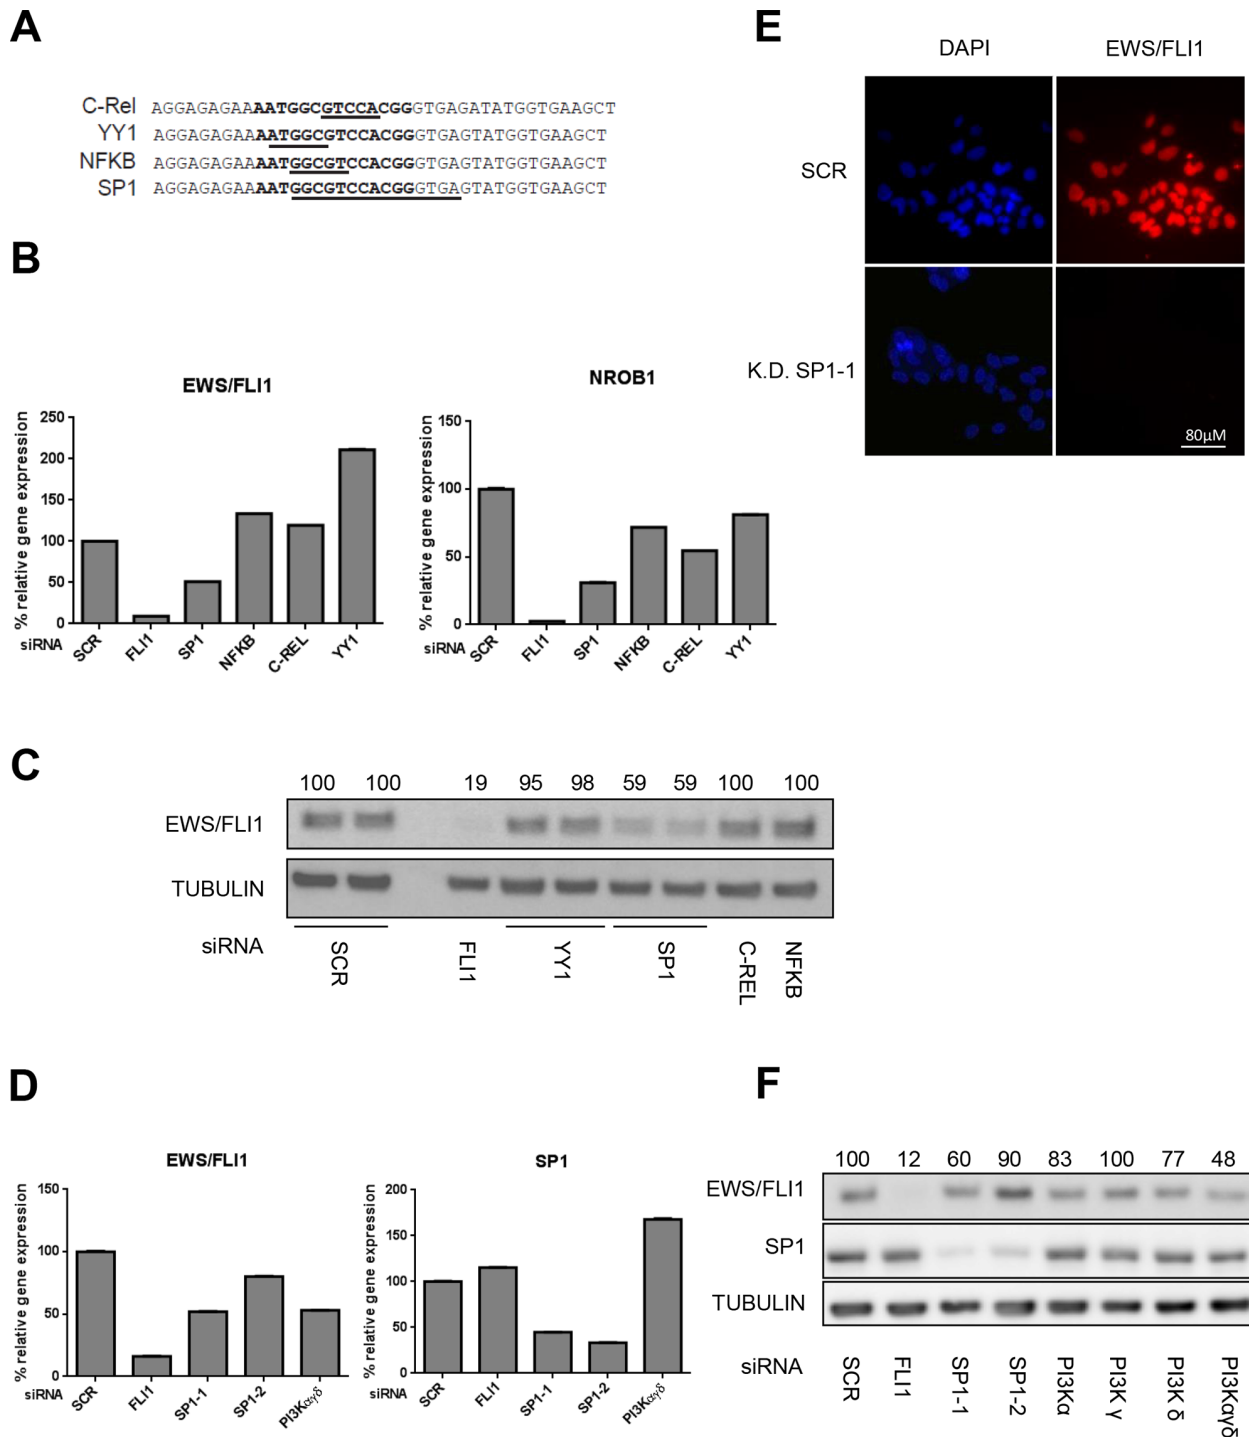 A
C-Rel AGGAGAGAAAATGGCGTCCACGGGTGAGATATGGTGAAGCT
YY1 AGGAGAGAAAATGGCGTCCACGGGTGAGTATGGTGAAGCT
NFKB AGGAGAGAAAATGGCGTCCACGGGTGAGTATGGTGAAGCT
SP1 AGGAGAGAAAATGGCGTCCACGGGTGAGTATGGTGAAGCT
B
EWS/FLI1
% relative gene expression
250
200
150
100
50
0
siRNA SCR FLI1 SP1 NFKB C-REL YY1
NROB1
% relative gene expression
150
100
50
0
siRNA SCR FLI1 SP1 NFKB C-REL YY1
C
100 100 19 95 98 59 59 100 100
EWS/FLI1
TUBULIN
siRNA SCR FLI1 YY1 SP1 C-REL NFKB
D
EWS/FLI1
% relative gene expression
150
100
50
0
siRNA SCR FLI1 SP1-1 SP1-2 PI3Kαγδ
SP1
% relative gene expression
200
150
100
50
0
siRNA SCR FLI1 SP1-1 SP1-2 PI3Kαγδ
E
DAPI EWS/FLI1
SCR
K.D. SP1-1
80μM
F
100 12 60 90 83 100 77 48
EWS/FLI1
SP1
TUBULIN
siRNA SCR FLI1 SP1-1 SP1-2 PI3Kα PI3K γ PI3K δ PI3Kαγδ